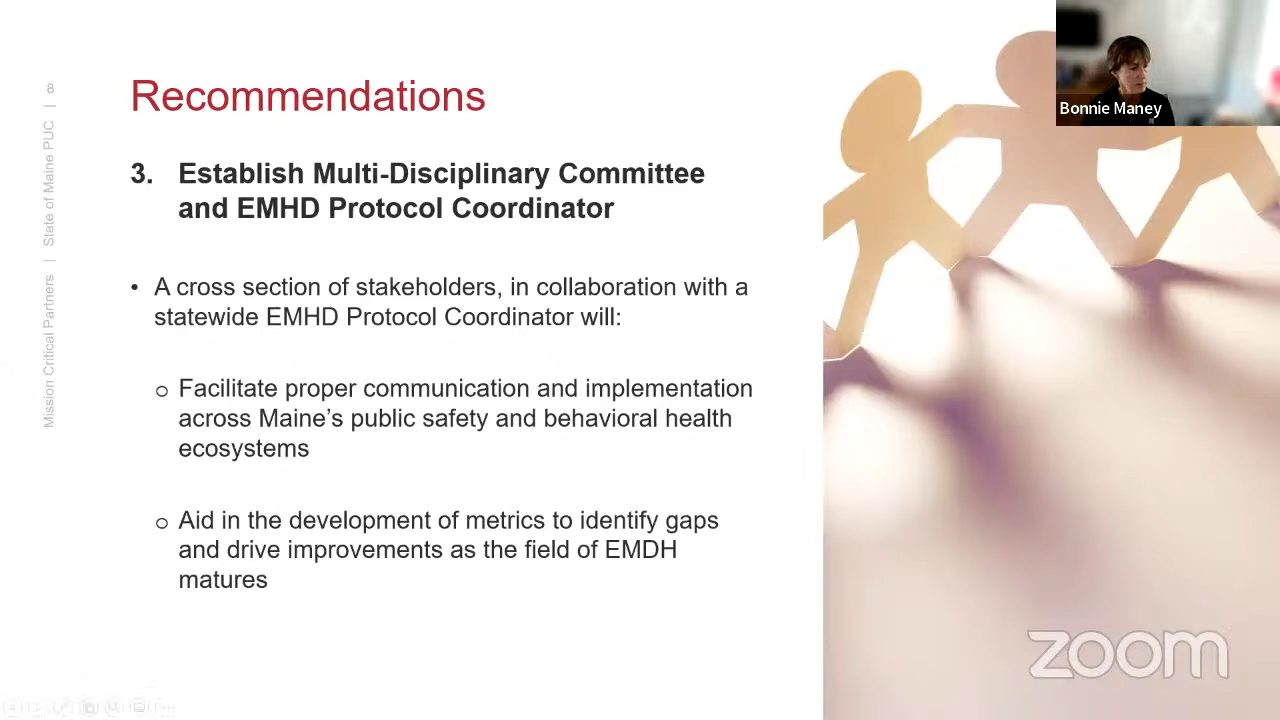 Recommendations
3. Establish Multi-Disciplinary Committee
and EMHD Protocol Coordinator
• A cross section of stakeholders, in collaboration with a
statewide EMHD Protocol Coordinator will:
o Facilitate proper communication and implementation
across Maine’s public safety and behavioral health
ecosystems
o Aid in the development of metrics to identify gaps
and drive improvements as the field of EMDH
matures
Mission Critical Partners | State of Maine PUC | 8
Bonnie Maney
zoom